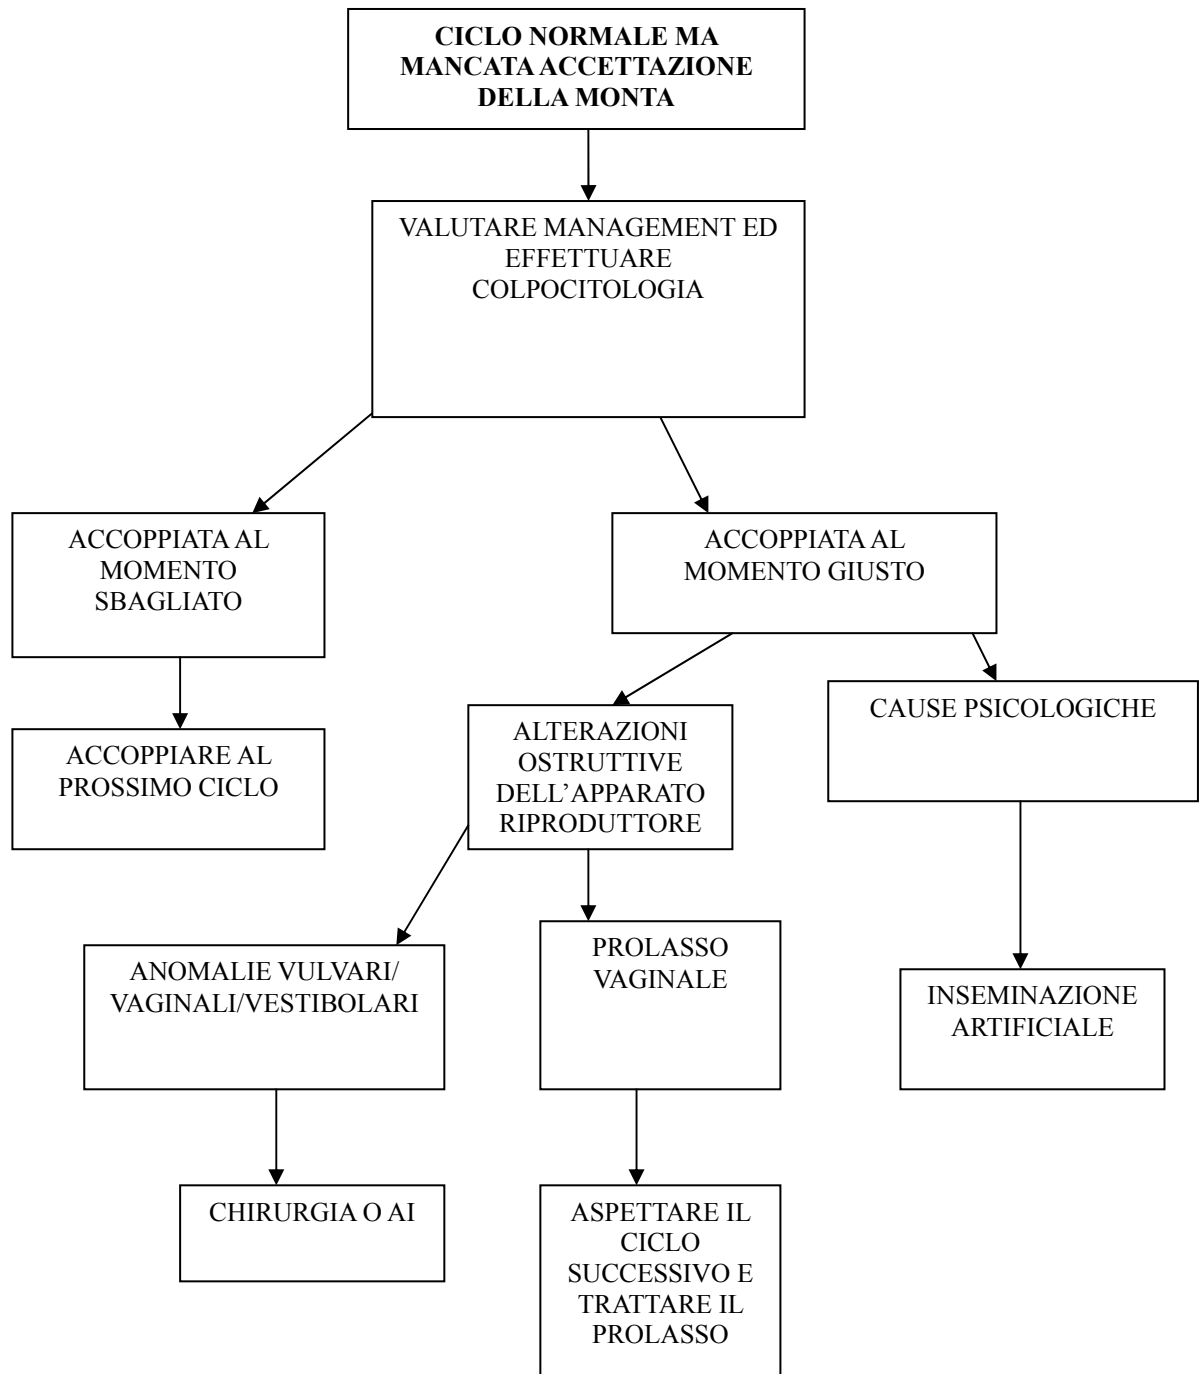 CICLO NORMALE MA
MANCATA ACCETTAZIONE
DELLA MONTA
VALUTARE MANAGEMENT ED
EFFETTUARE
COLPOCITOLOGIA
ACCOPPIATA AL
MOMENTO
SBAGLIATO
ACCOPPIATA AL
MOMENTO GIUSTO
ACCOPPIARE AL
PROSSIMO CICLO
ALTERAZIONI
OSTRUTTIVE
DELL’APPARATO
RIPRODUTTORE
CAUSE PSICOLOGICHE
ANOMALIE VULVARI/
VAGINALI/VESTIBOLARI
PROLASSO
VAGINALE
INSEMINAZIONE
ARTIFICIALE
CHIRURGIA O AI
ASPETTARE IL
CICLO
SUCCESSIVO E
TRATTARE IL
PROLASSO